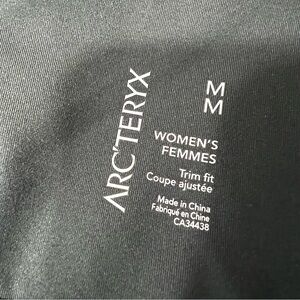 ARC'TERYX
M
M
WOMEN'S
FEMMES
Trim fit
Coupe ajustée
Made in China
Fabriqué en Chine
CA34438